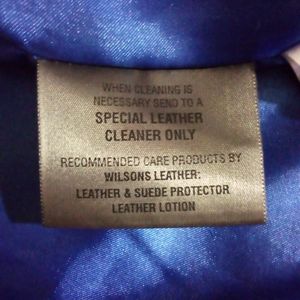 WHEN CLEANING IS
NECESSARY SEND TO A
SPECIAL LEATHER
CLEANER ONLY
RECOMMENDED CARE PRODUCTS BY
WILSONS LEATHER:
LEATHER & SUEDE PROTECTOR
LEATHER LOTION